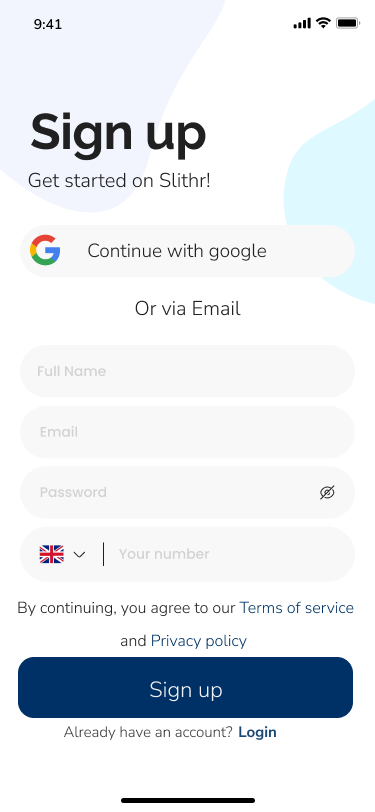 9:41
Sign up
Get started on Slithr!
Continue with google
Or via Email
Full Name
Email
Password
Your number
By continuing, you agree to our Terms of service
and Privacy policy
Sign up
Already have an account? Login